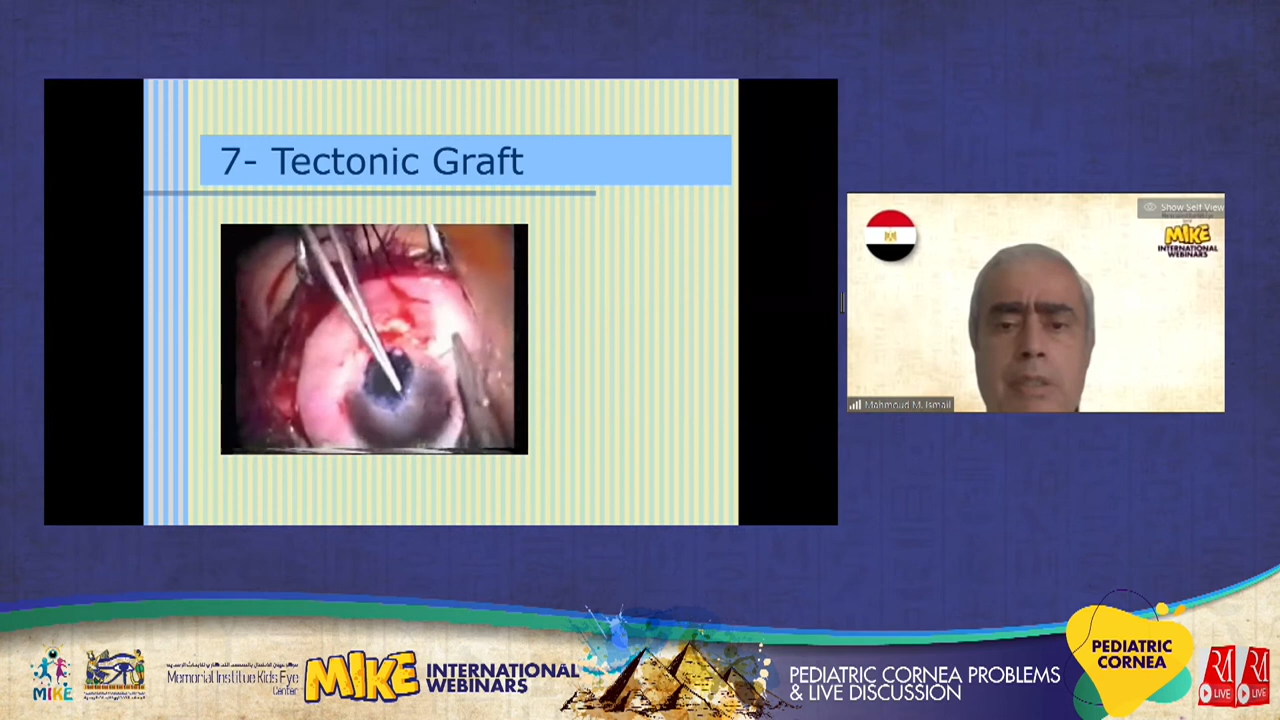 7- Tectonic Graft
Show Self View
MIKE
INTERNATIONAL
WEBINARS
Mahmoud M. Ismail
MIKE
Memorial Institue Kids Eye
Center
MIKE INTERNATIONAL
WEBINARS
PEDIATRIC CORNEA PROBLEMS
& LIVE DISCUSSION
PEDIATRIC
CORNEA
LIVE
LIVE